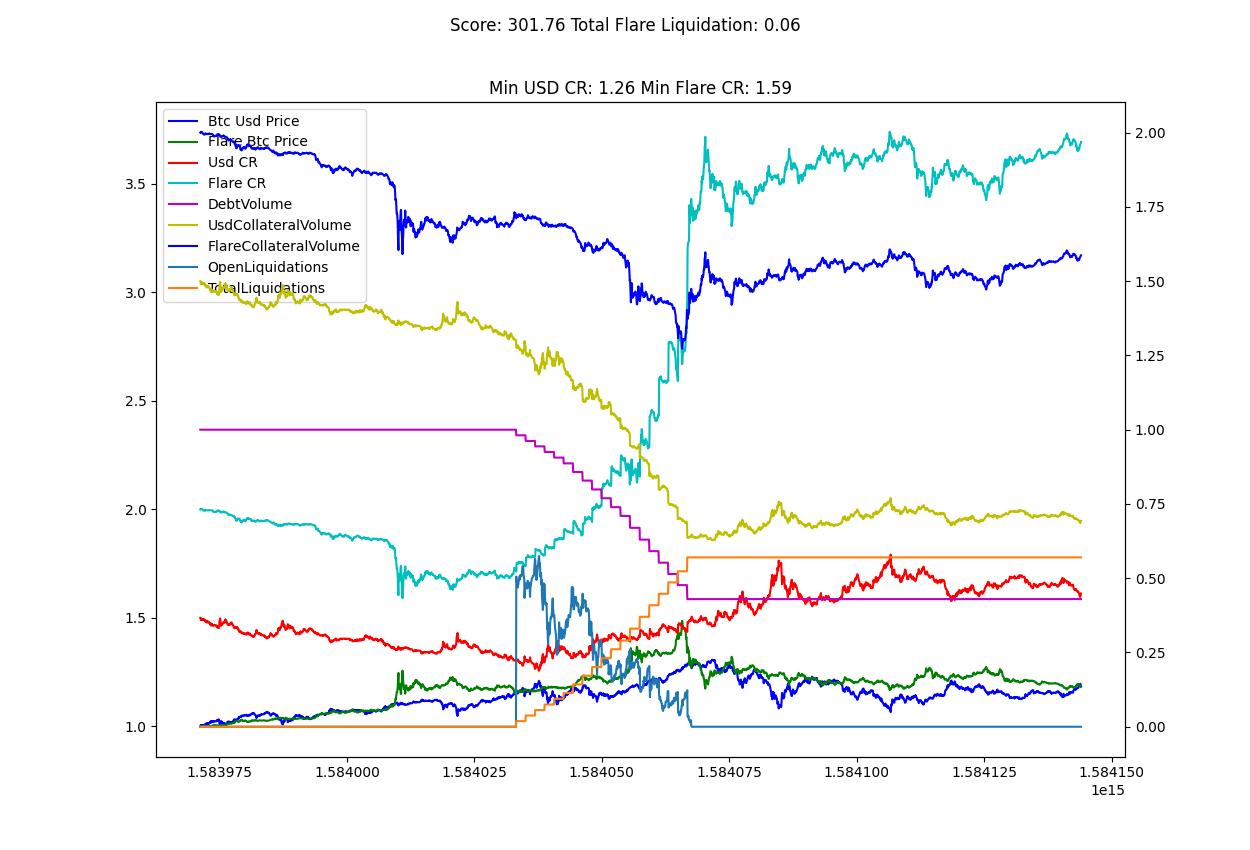 Score: 301.76 Total Flare Liquidation: 0.06
Min USD CR: 1.26 Min Flare CR: 1.59
Btc Usd Price
Flare Btc Price
Usd CR
Flare CR
DebtVolume
UsdCollateralVolume
FlareCollateralVolume
OpenLiquidations
TotalLiquidations
3.5
3.0
2.5
2.0
1.5
1.0
2.00
1.75
1.50
1.25
1.00
0.75
0.50
0.25
0.00
1.583975
1.584000
1.584025
1.584050
1.584075
1.584100
1.584125
1.584150
1e15